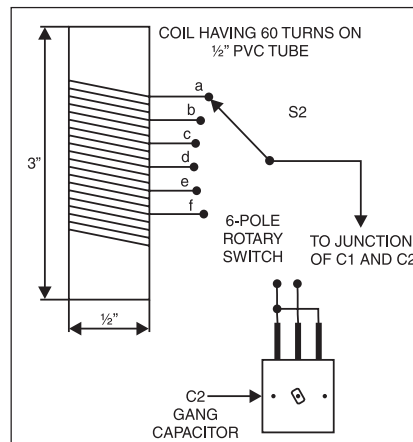 COIL HAVING 60 TURNS ON
½" PVC TUBE
a
b
c
d
e
f
S2
3"
½"
6-POLE
ROTARY
SWITCH
TO JUNCTION
OF C1 AND C2
C2
GANG
CAPACITOR